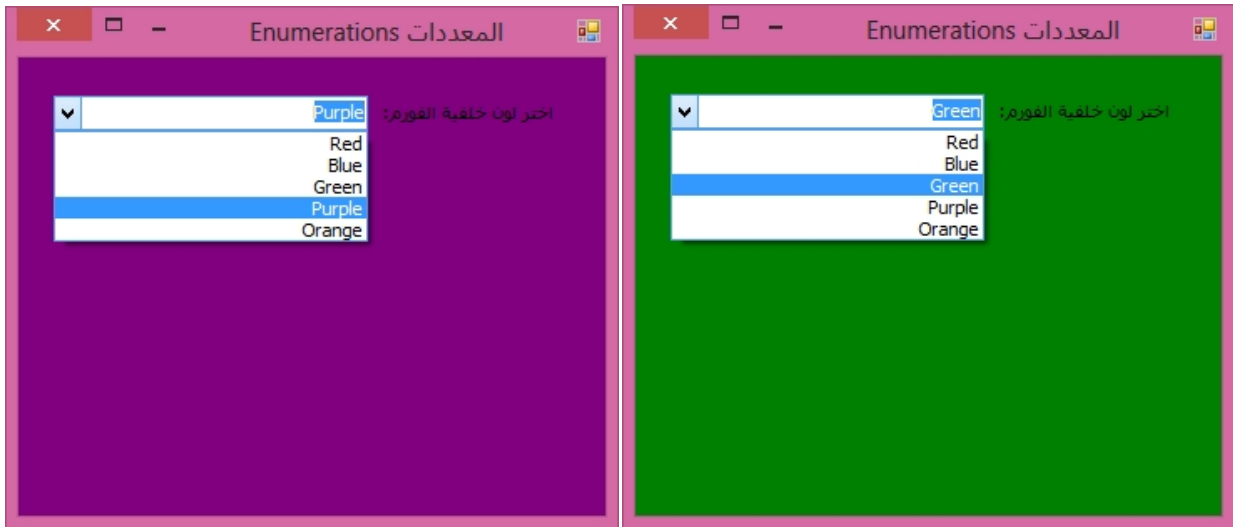 المعددات Enumerations
اختر لون خلفية الفورم:
Purple
Red
Blue
Green
Purple
Orange
المعددات Enumerations
اختر لون خلفية الفورم:
Green
Red
Blue
Green
Purple
Orange